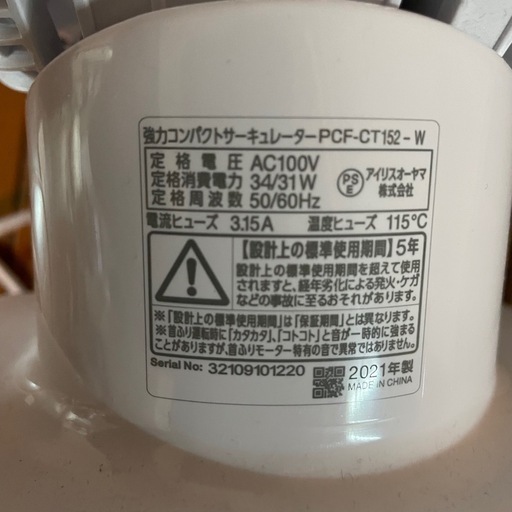 強力コンパクトサーキュレーターPCF-CT152-W
定格電圧 AC100V
定格消費電力 34/31W
定格周波数 50/60Hz
PS
E
アイリスオーヤマ
株式会社
電流ヒューズ 3.15A 温度ヒューズ 115℃
【設計上の標準使用期間】5年
設計上の標準使用期間を超えて使用
されますと、経年劣化による発火・ケガ
などの事故に至るおそれがあります。
※「設計上の標準使用期間」は「保証期間」とは異なります。
※首ふり運転時に「カタカタ」、「コトコト」と音が一時的に強まる
ことがありますが、首ふりモーター特有の音で異常ではありません。
Serial No: 32109101220
2021年製
MADE IN CHINA